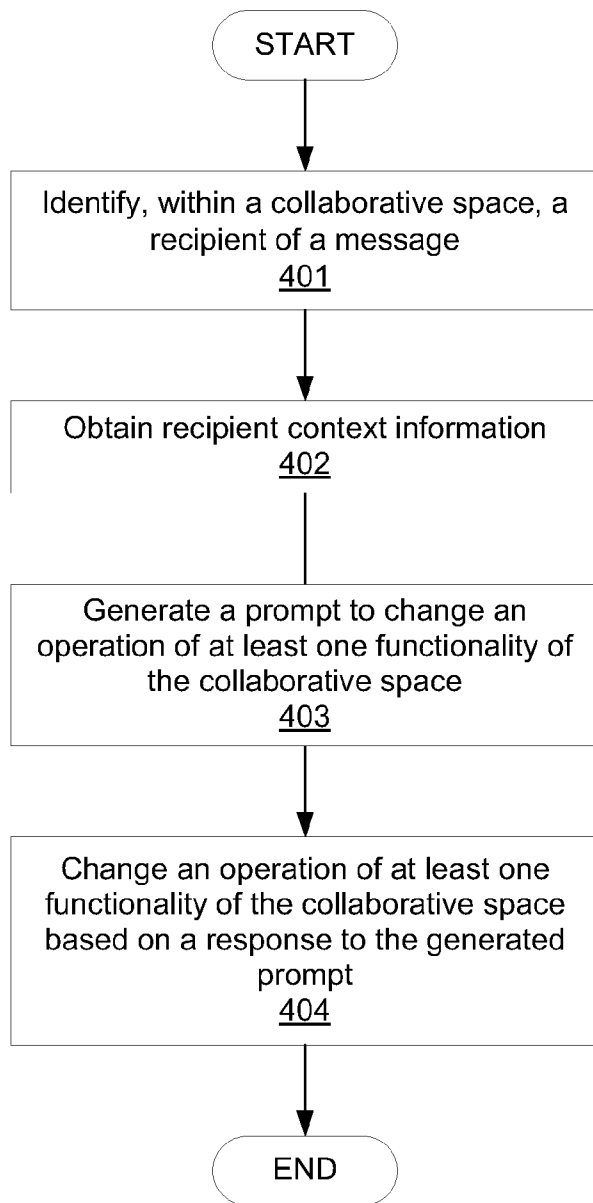 START
Identify, within a collaborative space, a
recipient of a message
401
Obtain recipient context information
402
Generate a prompt to change an
operation of at least one functionality of
the collaborative space
403
Change an operation of at least one
functionality of the collaborative space
based on a response to the generated
prompt
404
END